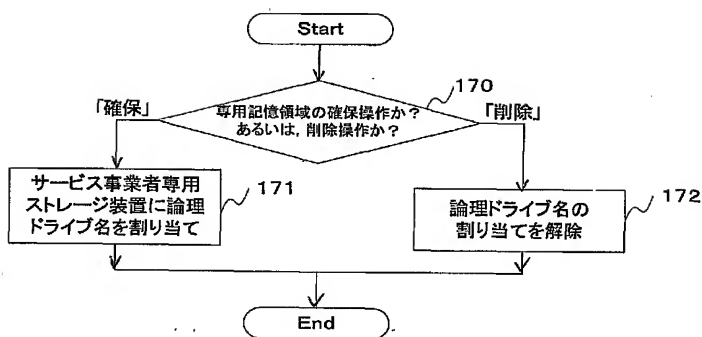 Start
170
専用記憶領域の確保操作か?
あるいは,削除操作か?
「確保」
「削除」
サービス事業者専用
ストレージ装置に論理
ドライブ名を割り当て
171
論理ドライブ名の
割り当てを解除
172
End